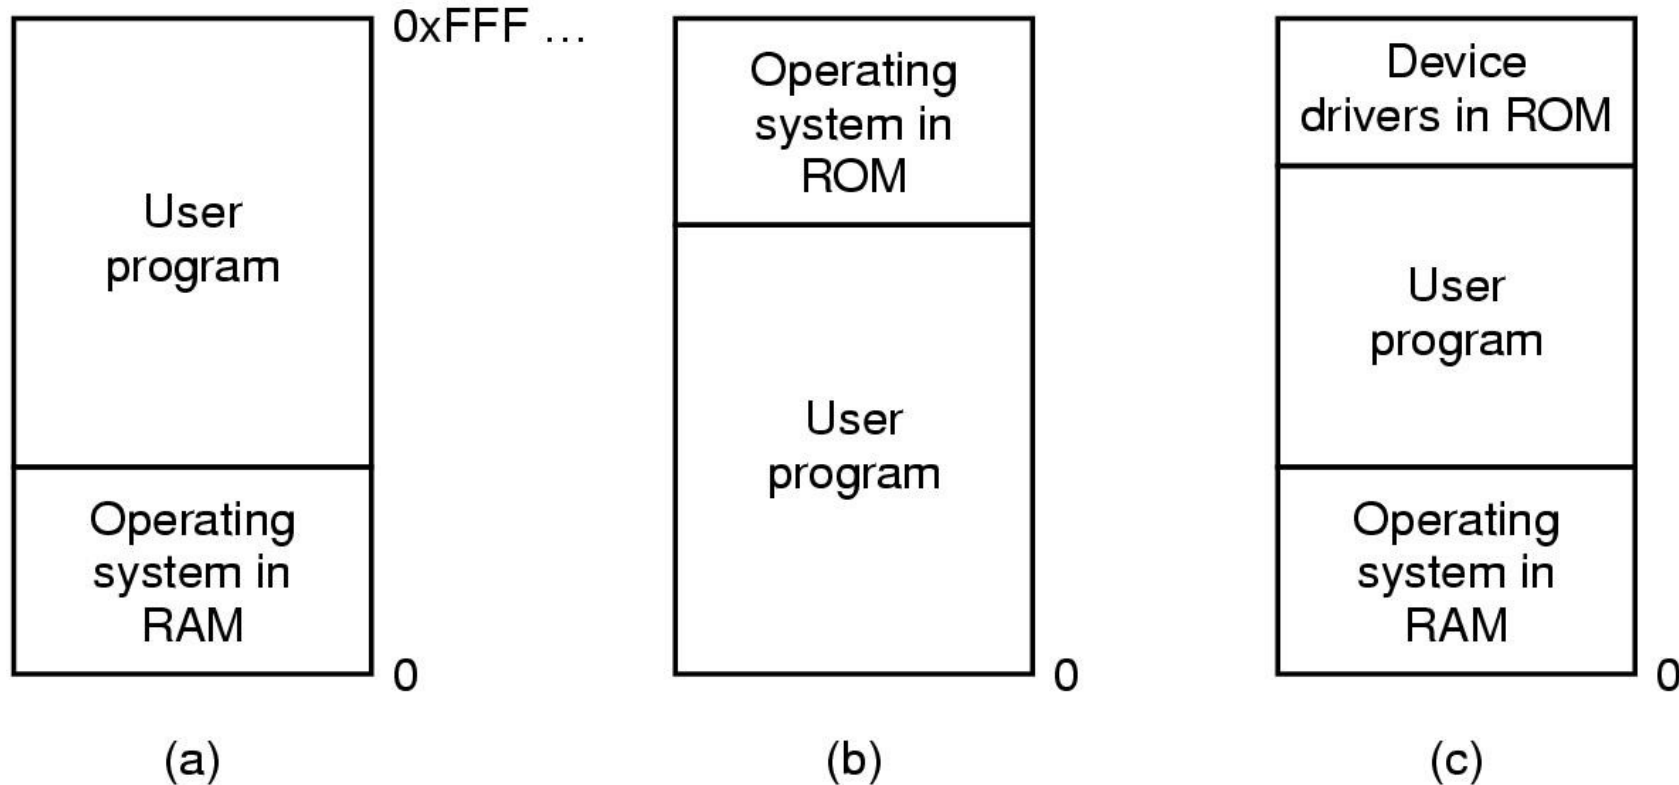 0xFFF ...
User
program
Operating
system in
RAM
0
(a)
Operating
system in
ROM
User
program
0
(b)
Device
drivers in ROM
User
program
Operating
system in
RAM
0
(c)